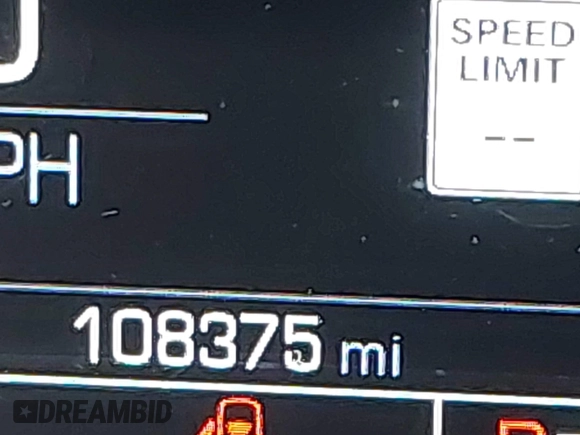 SPEED
LIMIT
--
PH
108375 mi
DREAMBID